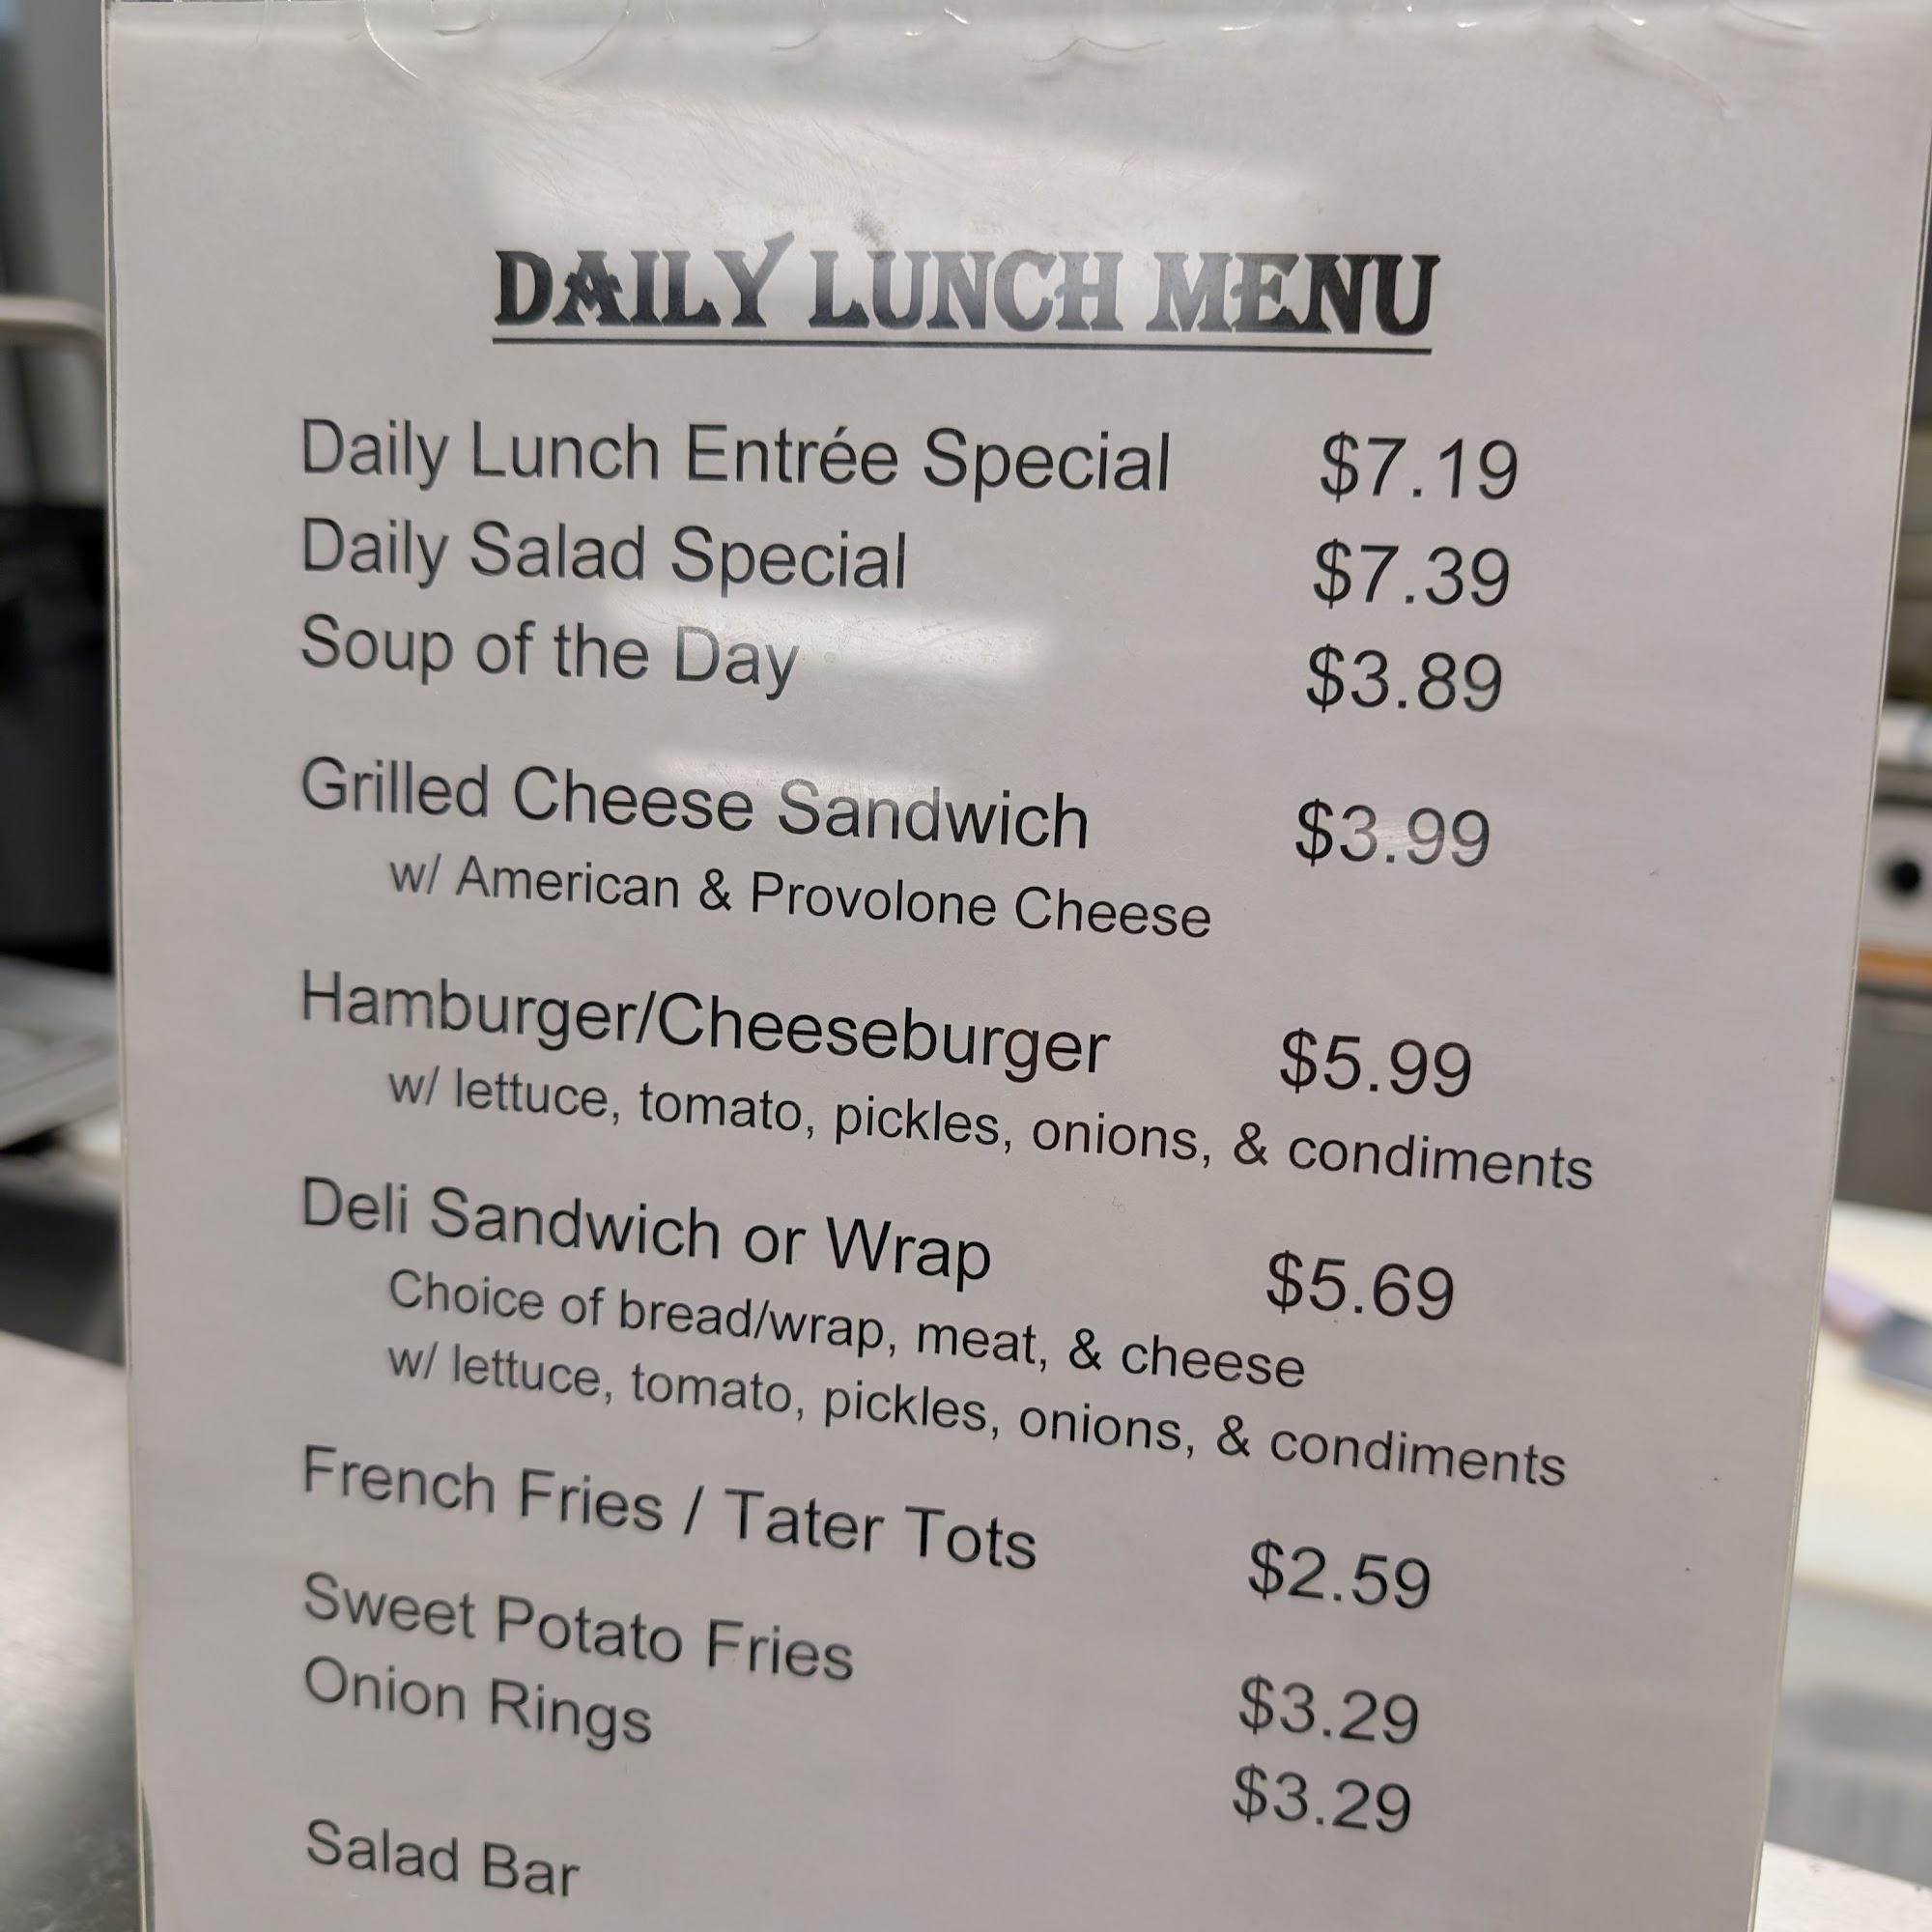 DAILY LUNCH MENU
Daily Lunch Entrée Special $7.19
Daily Salad Special $7.39
Soup of the Day $3.89
Grilled Cheese Sandwich $3.99
w/ American & Provolone Cheese
Hamburger/Cheeseburger $5.99
w/ lettuce, tomato, pickles, onions, & condiments
Deli Sandwich or Wrap $5.69
Choice of bread/wrap, meat, & cheese
w/ lettuce, tomato, pickles, onions, & condiments
French Fries / Tater Tots $2.59
Sweet Potato Fries $3.29
Onion Rings $3.29
Salad Bar